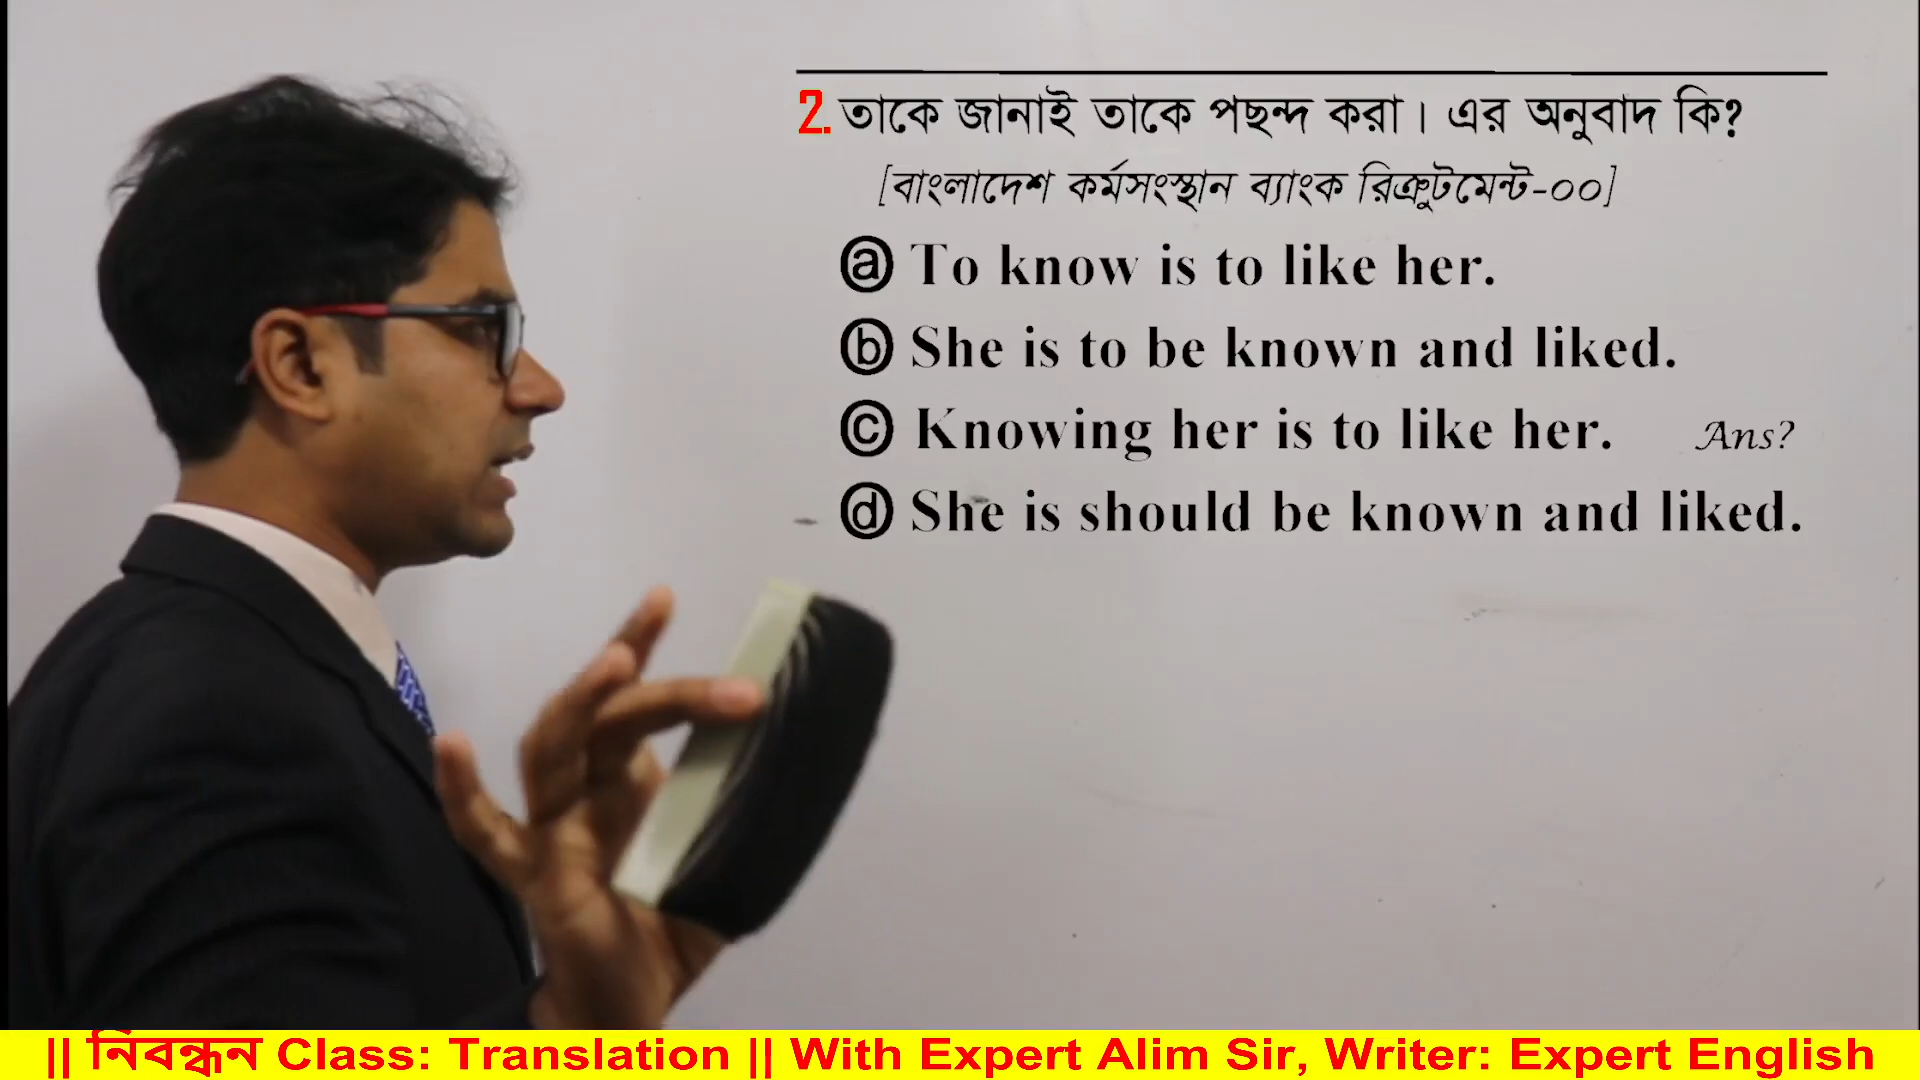 2. তাকে জানাই তাকে পছন্দ করা। এর অনুবাদ কি?
[বাংলাদেশ কর্মসংস্থান ব্যাংক রিক্রুটমেন্ট-০০]
ⓐ To know is to like her.
ⓑ She is to be known and liked.
ⓒ Knowing her is to like her. Ans?
ⓓ She is should be known and liked.
|| নিবন্ধন Class: Translation || With Expert Alim Sir, Writer: Expert English